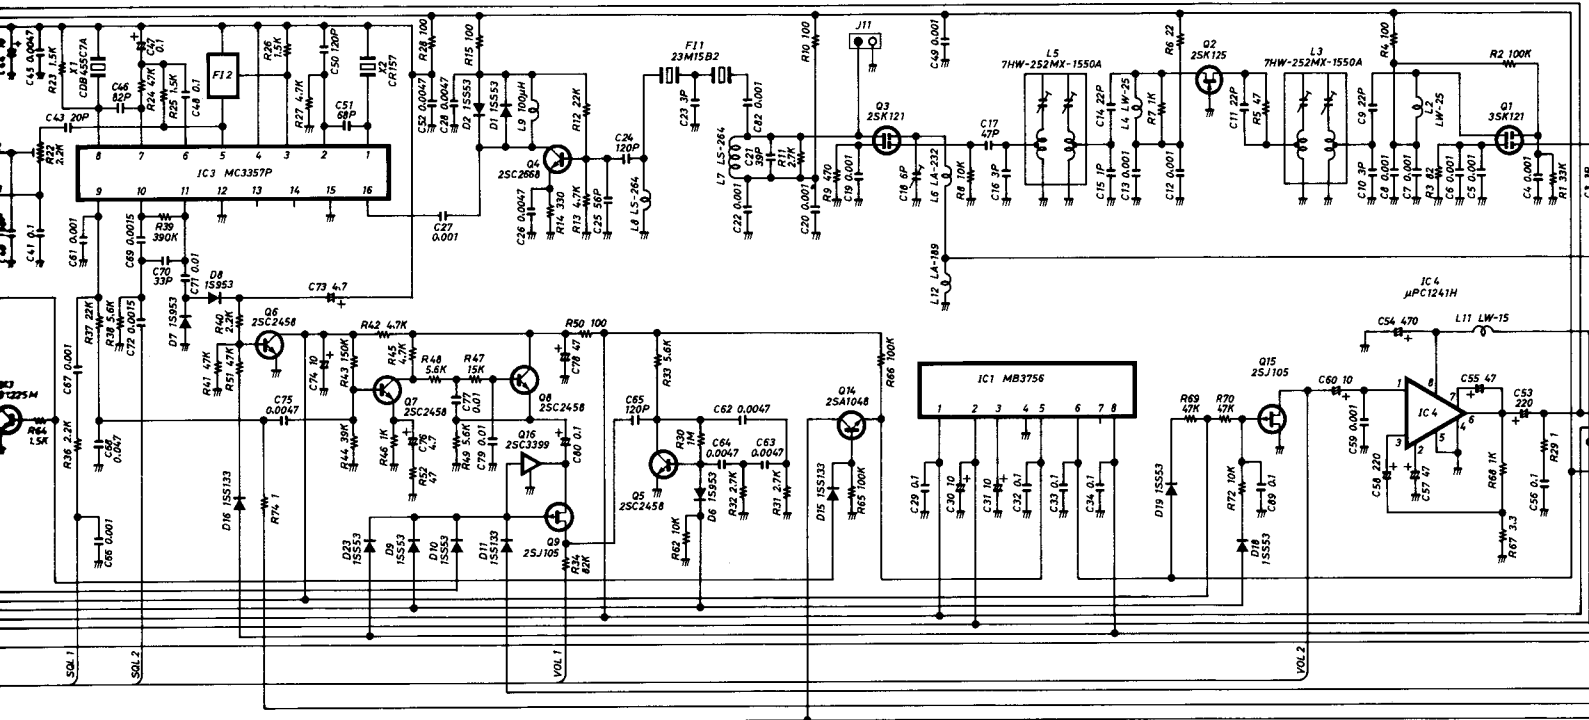 C45 0.0047
R23 1.5K
X1
CDB455C7A
C47
0.1
C46
82P
R24 47K
R25 1.5K
C48 0.1
FI2
R26
1.5K
R27 4.7K
C50 120P
C51
68P
X2
CR157
R28 100
C52 0.0047
R15 100
C28 0.0047
D2 1SS53
D1 1SS53
L9 100μH
R12 22K
C24
120P
FI1
23M15B2
C23 3P
C82 0.001
R10 100
J11
C49 0.001
L5
7HW-252MX-1550A
R6 22
Q2
2SK125
L3
7HW-252MX-1550A
R4 100
R2 100K
C43 20P
R22
2.2K
8 7 6 5 4 3 2 1
IC3 MC3357P
9 10 11 12 13 14 15 16
Q4
2SC2668
L7 LS-264
C21
39P
R11
2.7K
Q3
2SK121
C17
47P
C14 22P
L4 LW-25
R7 1K
C11 22P
R5 47
C9 22P
L2
LW-25
Q1
3SK121
C41 0.1
C61 0.001
R39
390K
C69 0.0015
C70
33P
C71 0.01
C27
0.001
C26 0.0047
R14 330
R13 4.7K
C25 56P
L8 LS-264
C22 0.001
C20 0.001
R9 470
C19 0.001
C18 6P
L6 LA-232
R8 10K
C16 3P
C15 1P
C13 0.001
C12 0.001
C10 3P
C8 0.001
C7 0.001
R3 82
C6 0.001
C5 0.001
C4 0.001
R1 33K
L12 LA-189
D8
1S953
C73 4.7
R37 22K
R38 5.6K
C72 0.0015
D7 1S953
R40
2.2K
Q6
2SC2458
R41 47K
R51 47K
C74 10
R43 150K
R42 4.7K
R45
4.7K
R48
5.6K
R47
15K
R50 100
C78 47
R33 5.6K
R66 100K
IC1 MB3756
1 2 3 4 5 6 7 8
Q15
2SJ105
IC4
μPC1241H
C54 470
L11 LW-15
C67 0.001
R64
1.5K
R36 2.2K
C68
0.047
C75
0.0047
Q7
2SC2458
C77
0.01
Q8
2SC2458
C65
120P
C62 0.0047
Q14
2SA1048
R69
47K
R70
47K
C60 10
C59 0.001
1 8 7 IC4 6 3 2 5 4
C55 47
C53
220
R44 39K
R46 1K
C76
4.7
R52
47
R49 5.6K
C79 0.01
Q16
2SC3399
C80 0.1
R30
1M
C64
0.0047
C63
0.0047
Q5
2SC2458
D6 1S953
R32 2.7K
R31 2.7K
D15 1SS133
R65 100K
C29 0.1
C30 10
C31 10
C32 0.1
C33 0.1
C34 0.1
D19 1SS53
R72 10K
C89 0.1
C58 220
C57 47
R68 1K
R29 1
C56 0.1
D16 1SS133
R74 1
C66 0.001
D23
1SS53
D9
1SS53
D10
1SS53
D11
1SS133
Q9
2SJ105
R34
82K
R62 10K
D18
1SS53
R67 3.3
SQL1
SQL2
VOL1
VOL2